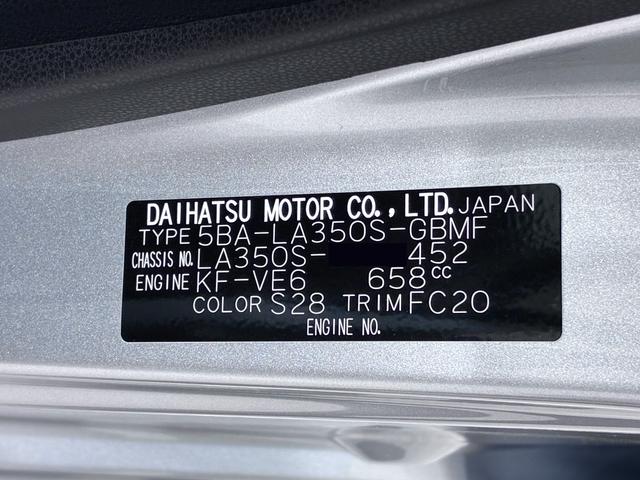 DAIHATSU MOTOR CO., LTD. JAPAN
TYPE 5BA-LA350S-GBMF
CHASSIS NO. LA350S- 452
ENGINE KF-VE6 658CC
COLOR S28 TRIM FC20
ENGINE NO.